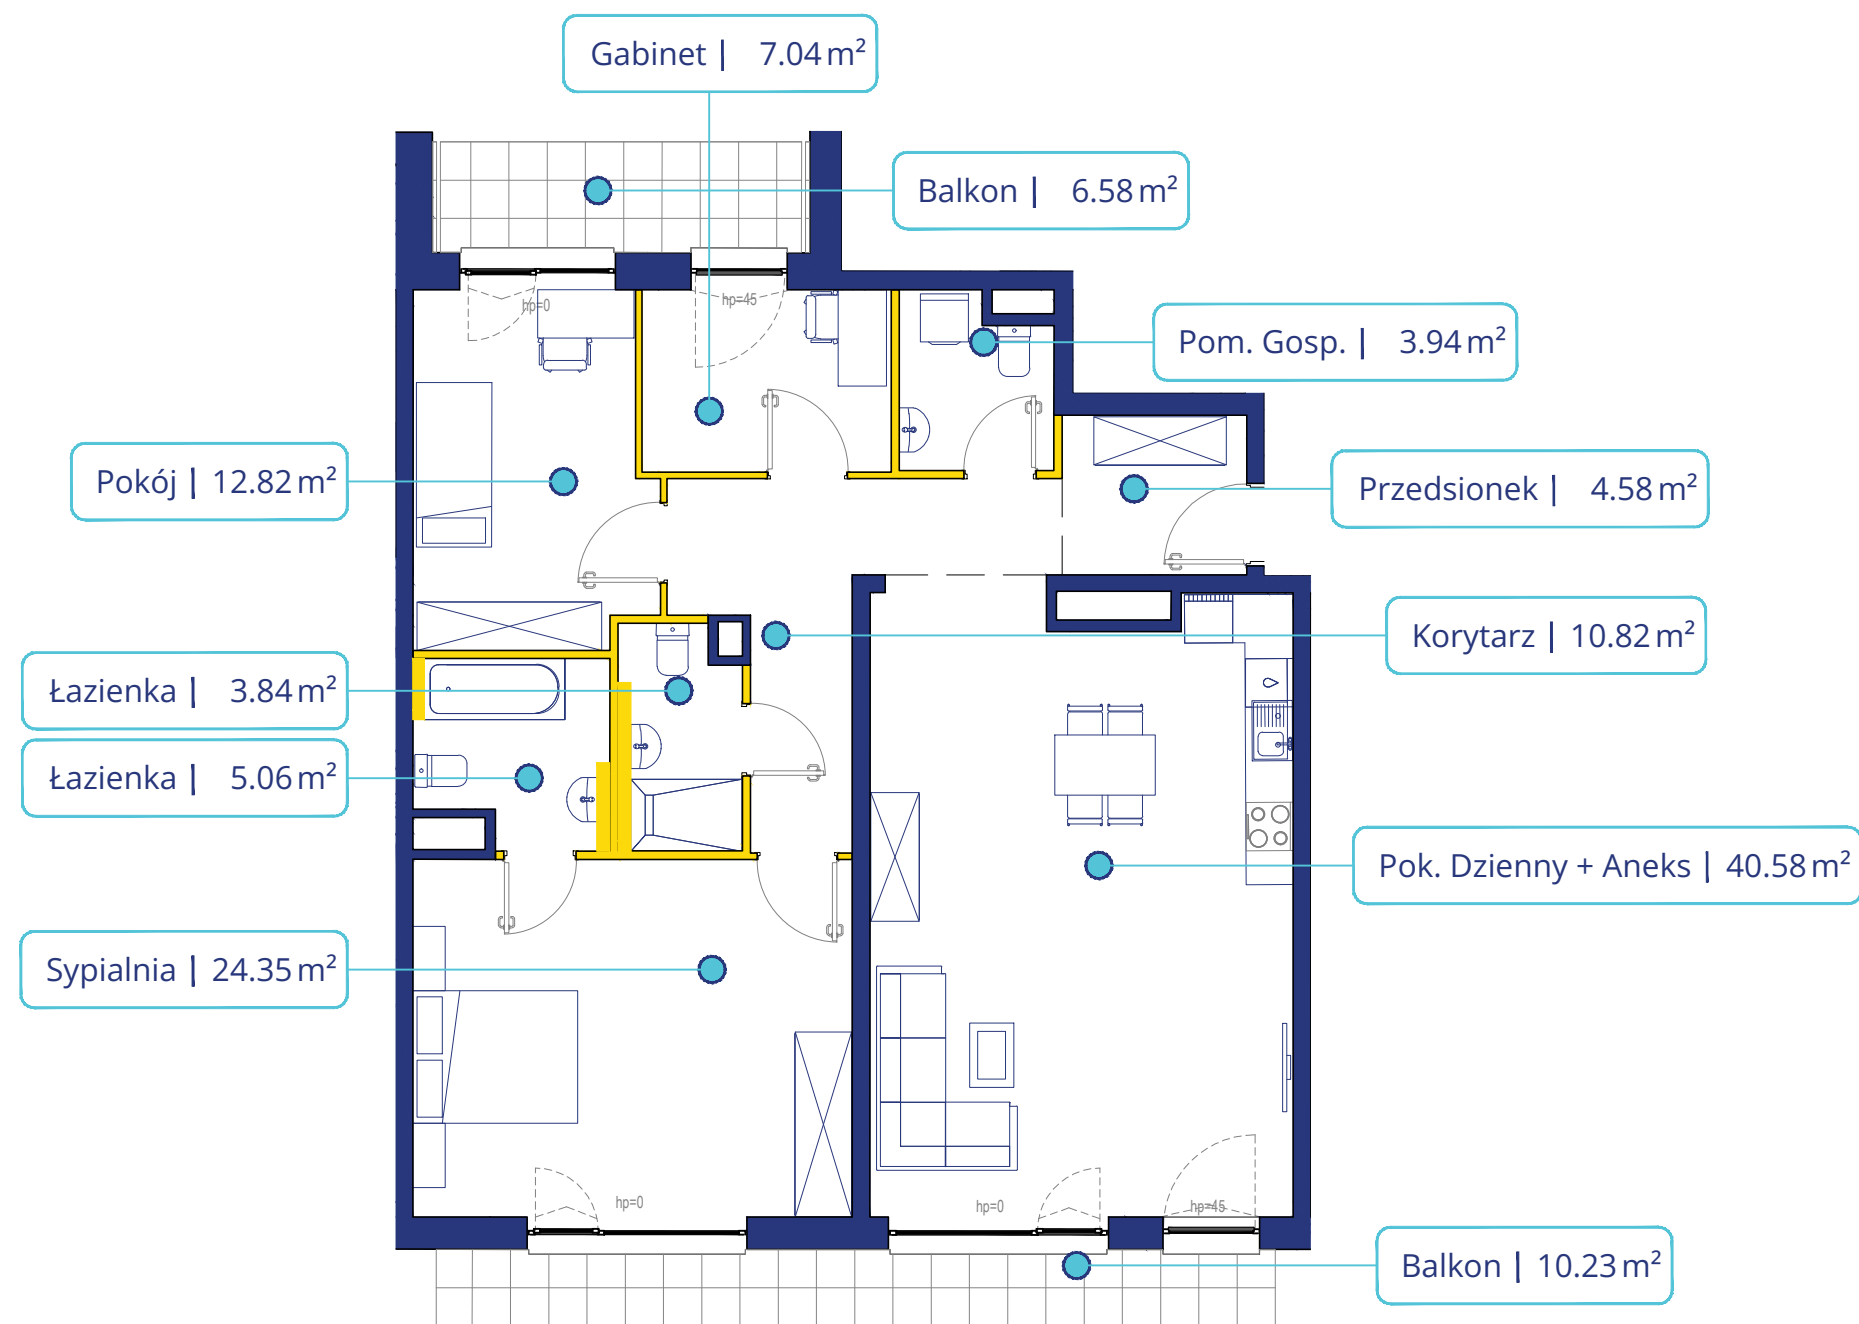 Gabinet | 7.04 m²
Balkon | 6.58 m²
hp=0
hp=45
Pom. Gosp. | 3.94 m²
Pokój | 12.82 m²
Przedsionek | 4.58 m²
Korytarz | 10.82 m²
Łazienka | 3.84 m²
Łazienka | 5.06 m²
Pok. Dzienny + Aneks | 40.58 m²
Sypialnia | 24.35 m²
hp=0
hp=0
hp=45
Balkon | 10.23 m²